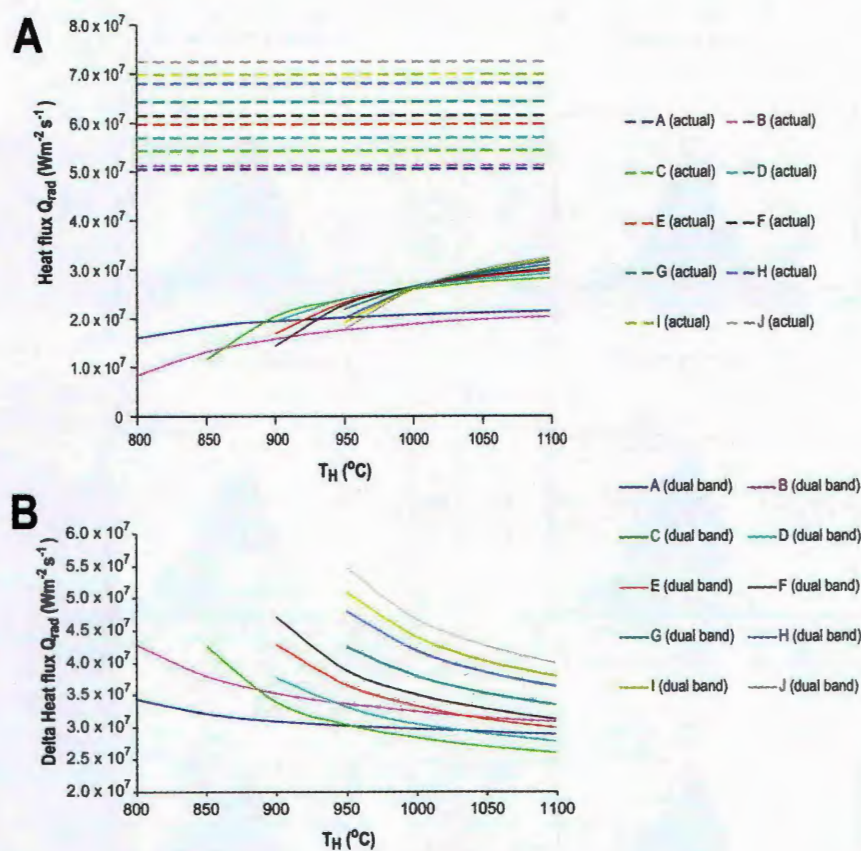 A
8.0 x 10⁷
7.0 x 10⁷
6.0 x 10⁷
5.0 x 10⁷
4.0 x 10⁷
3.0 x 10⁷
2.0 x 10⁷
1.0 x 10⁷
0
Heat flux Qrad (Wm⁻² s⁻¹)
800 850 900 950 1000 1050 1100
TH (°C)
A (actual) B (actual)
C (actual) D (actual)
E (actual) F (actual)
G (actual) H (actual)
I (actual) J (actual)
B
6.0 x 10⁷
5.5 x 10⁷
5.0 x 10⁷
4.5 x 10⁷
4.0 x 10⁷
3.5 x 10⁷
3.0 x 10⁷
2.5 x 10⁷
2.0 x 10⁷
Delta Heat flux Qrad (Wm⁻² s⁻¹)
800 850 900 950 1000 1050 1100
TH (°C)
A (dual band) B (dual band)
C (dual band) D (dual band)
E (dual band) F (dual band)
G (dual band) H (dual band)
I (dual band) J (dual band)